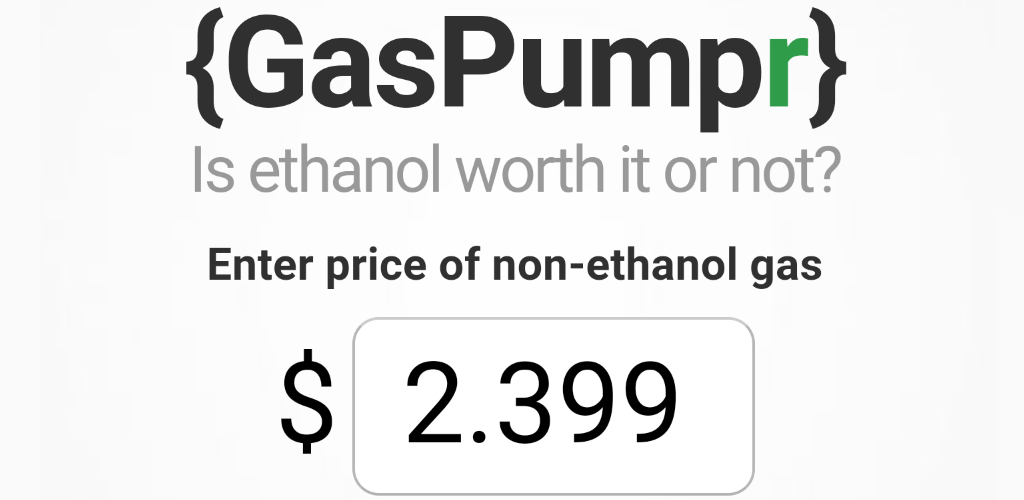 {GasPumpr}
Is ethanol worth it or not?
Enter price of non-ethanol gas
$ 2.399